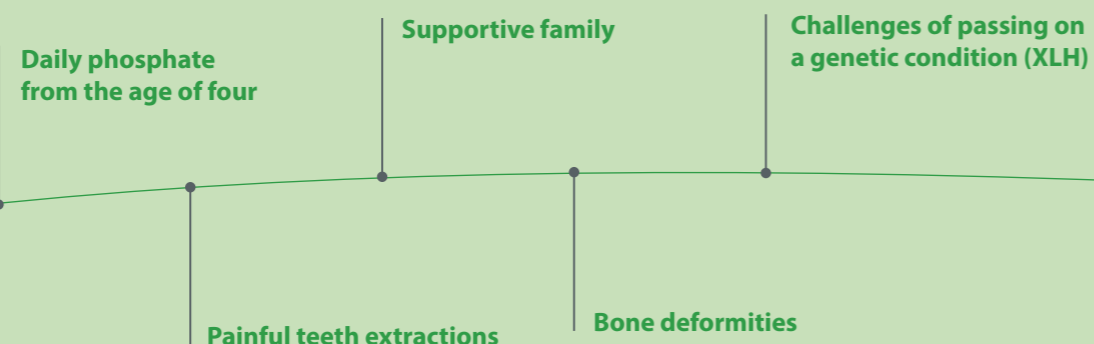 Daily phosphate
from the age of four
Painful teeth extractions
Supportive family
Bone deformities
Challenges of passing on
a genetic condition (XLH)